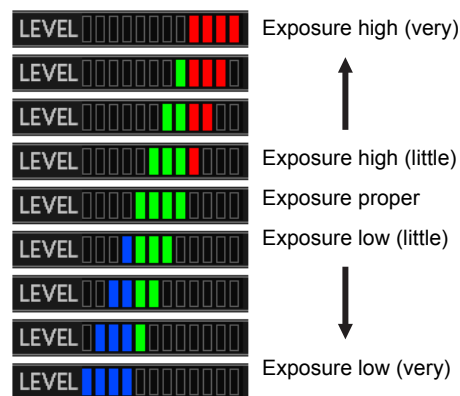 LEVEL Exposure high (very)
LEVEL
LEVEL
LEVEL Exposure high (little)
LEVEL Exposure proper
LEVEL Exposure low (little)
LEVEL
LEVEL
LEVEL Exposure low (very)